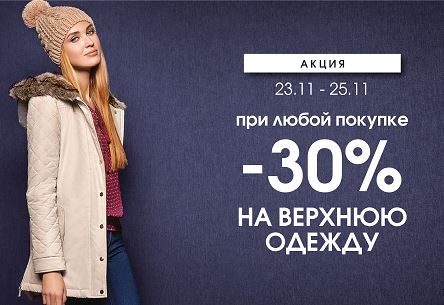 АКЦИЯ
23.11 - 25.11
при любой покупке
-30%
НА ВЕРХНЮЮ
ОДЕЖДУ